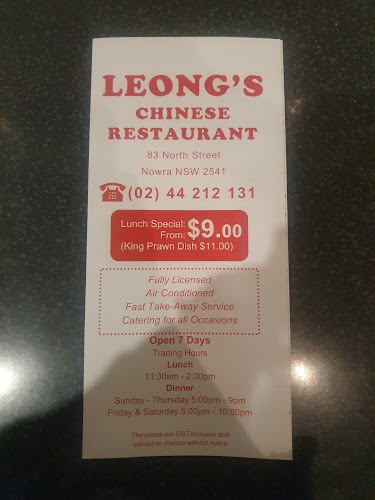 LEONG'S
CHINESE
RESTAURANT
83 North Street
Nowra NSW 2541
(02) 44 212 131
Lunch Special:
From: $9.00
(King Prawn Dish $11.00)
Fully Licensed
Air Conditioned
Fast Take-Away Service
Catering for all Occasions
Open 7 Days
Trading Hours
Lunch
11:30am - 2:30pm
Dinner
Sunday - Thursday 5:00pm - 9pm
Friday & Saturday 5:00pm - 10:00pm
The prices are GST inclusive and
subject to change without notice